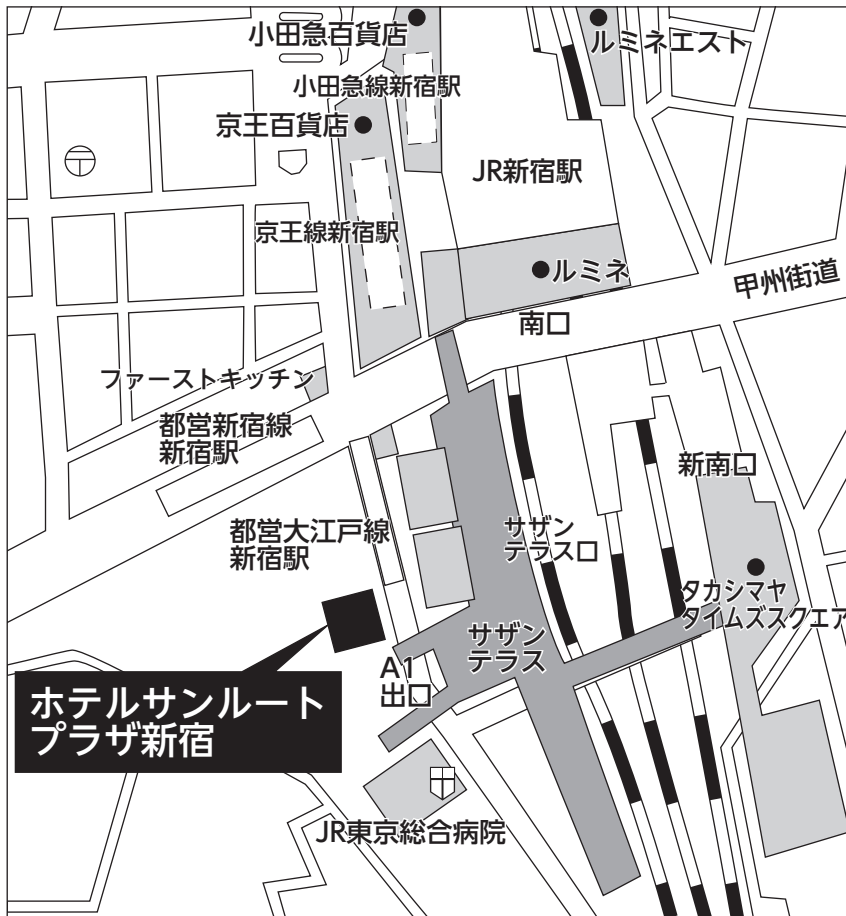 小田急百貨店
ルミネエスト
小田急線新宿駅
京王百貨店
JR新宿駅
京王線新宿駅
ルミネ
甲州街道
南口
ファーストキッチン
都営新宿線
新宿駅
新南口
都営大江戸線
新宿駅
サザン
テラス口
タカシマヤ
タイムズスクエア
サザン
テラス
A1
出口
ホテルサンルート
プラザ新宿
JR東京総合病院